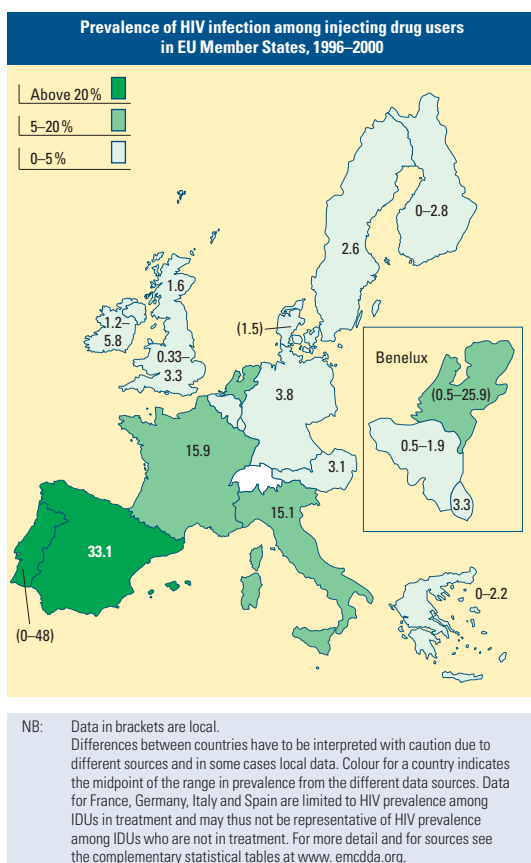 Prevalence of HIV infection among injecting drug users
in EU Member States, 1996–2000
Above 20%
5–20%
0–5%
0–2.8
2.6
1.6
1.2–
5.8
(1.5)
0.33–
3.3
Benelux
3.8
(0.5–25.9)
15.9
0.5–1.9
3.1
3.3
15.1
33.1
0–2.2
(0–48)
NB: Data in brackets are local.
Differences between countries have to be interpreted with caution due to
different sources and in some cases local data. Colour for a country indicates
the midpoint of the range in prevalence from the different data sources. Data
for France, Germany, Italy and Spain are limited to HIV prevalence among
IDUs in treatment and may thus not be representative of HIV prevalence
among IDUs who are not in treatment. For more detail and for sources see
the complementary statistical tables at www. emcdda.org.